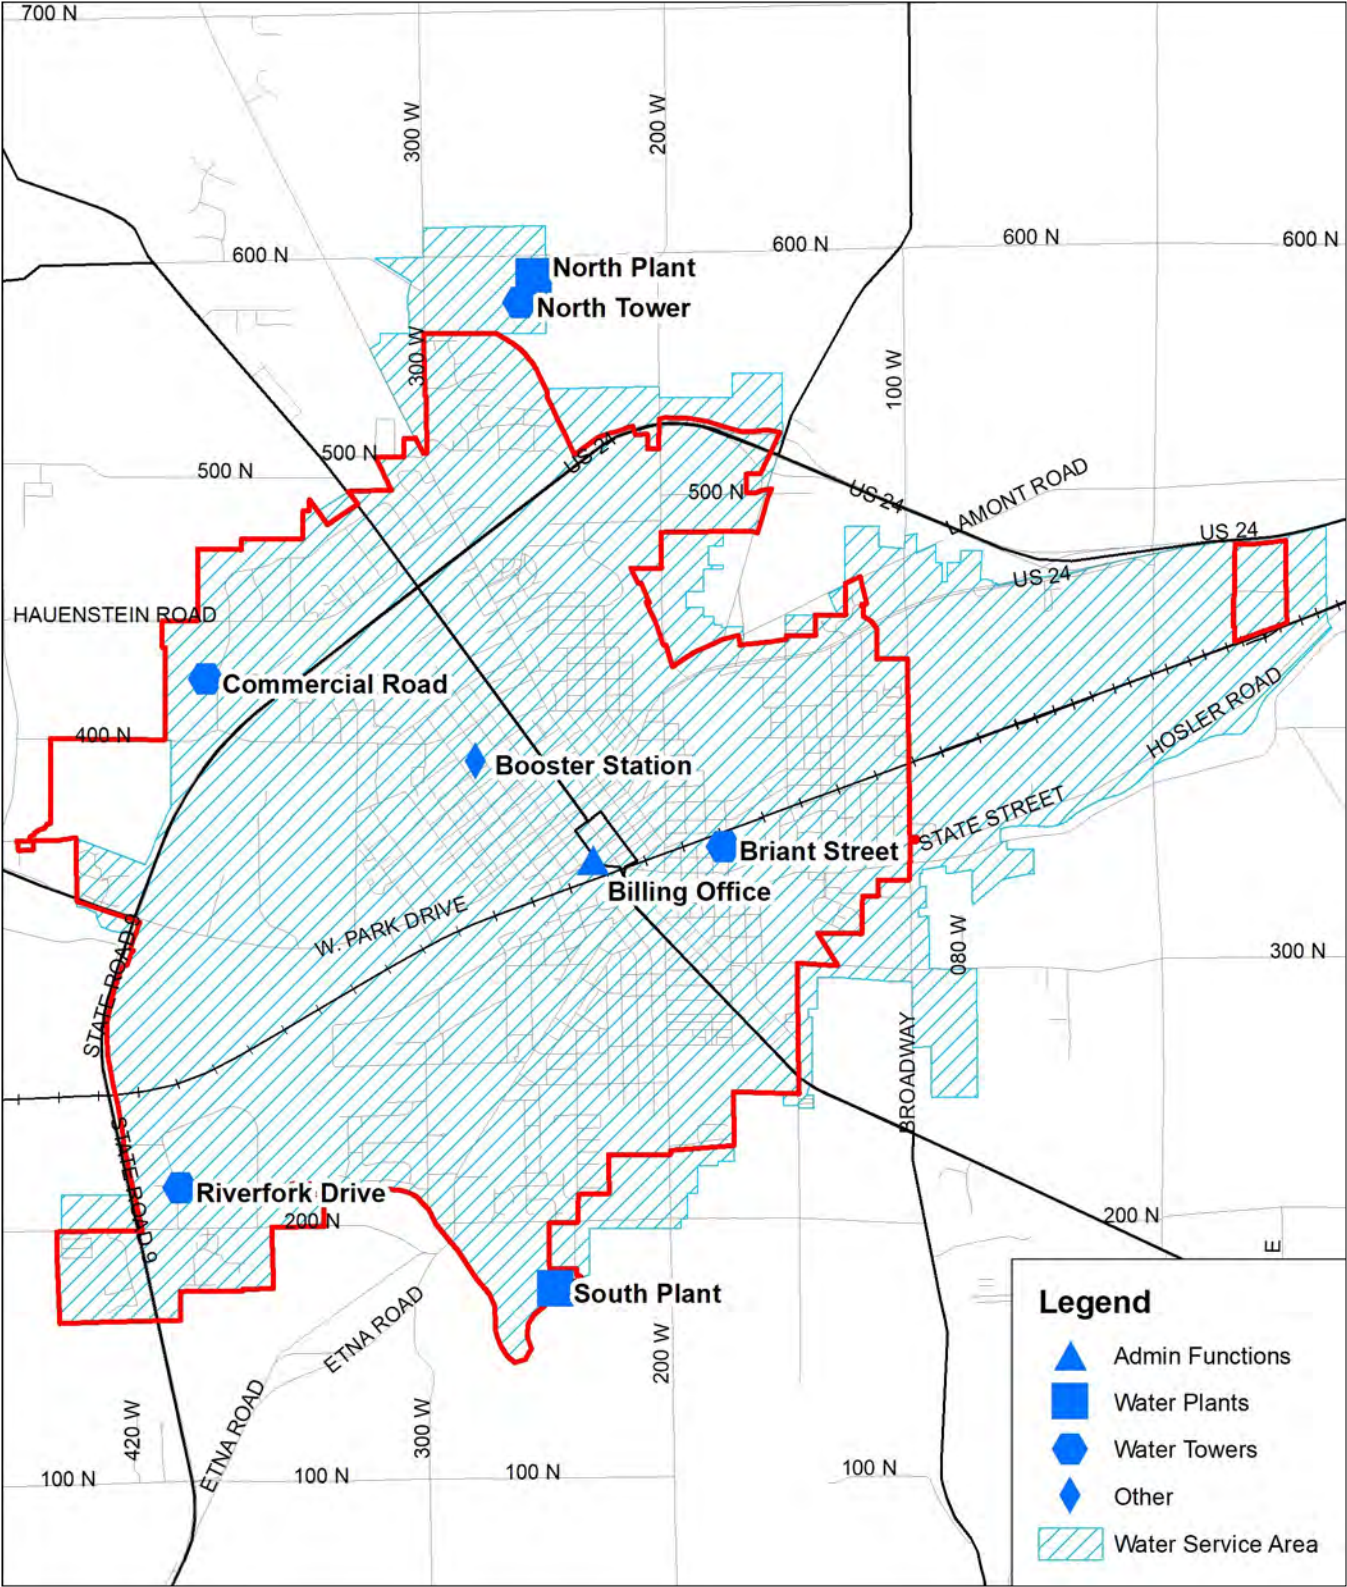 700 N
300 W
200 W
600 N
600 N
600 N
600 N
North Plant
North Tower
300 W
100 W
500 N
500 N
US 24
500 N
US 24
LAMONT ROAD
US 24
US 24
HAUENSTEIN ROAD
Commercial Road
400 N
HOSLER ROAD
Booster Station
STATE STREET
Briant Street
Billing Office
W. PARK DRIVE
STATE ROAD 9
080 W
300 N
BROADWAY
STATE ROAD 9
Riverfork Drive
200 N
200 N
E
South Plant
ETNA ROAD
200 W
ETNA ROAD
420 W
300 W
100 N
100 N
100 N
100 N
Legend
Admin Functions
Water Plants
Water Towers
Other
Water Service Area